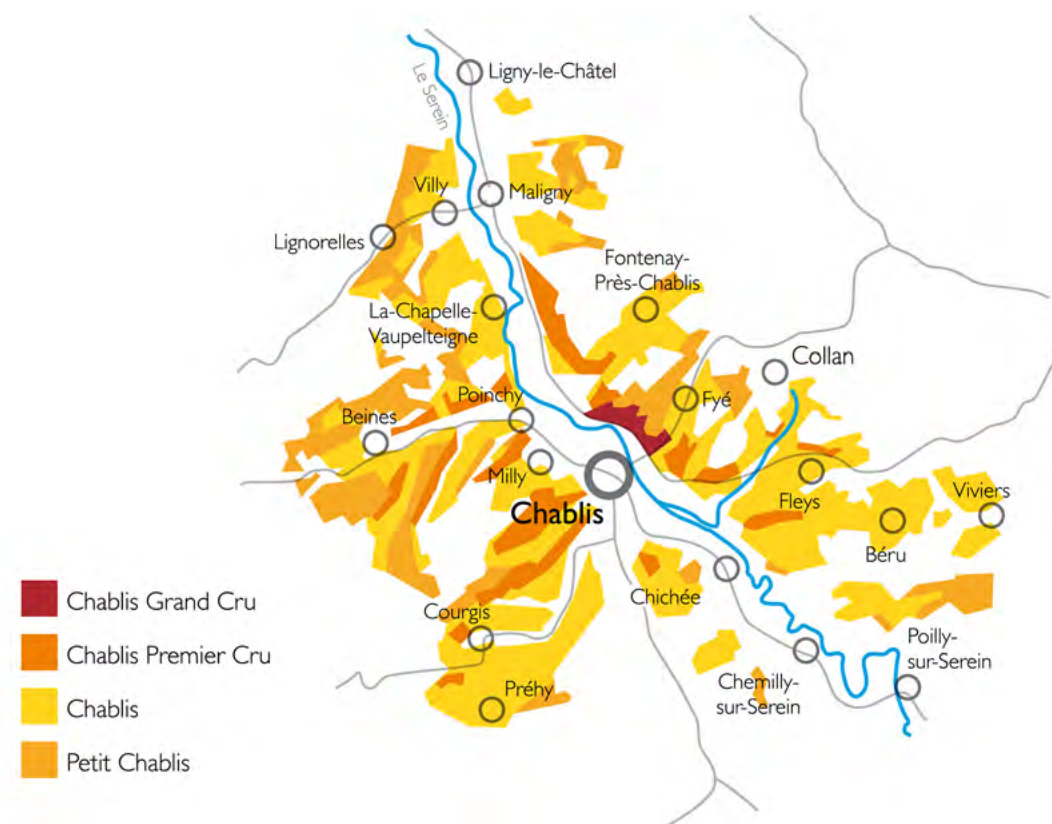 Ligny-le-Châtel
Le Serein
Villy
Maligny
Lignorelles
Fontenay-
Près-Chablis
La-Chapelle-
Vaupelteigne
Collan
Poinchy
Fyé
Beines
Milly
Chablis
Fleys
Viviers
Béru
Chichée
Courgis
Poilly-
sur-Serein
Chemilly-
sur-Serein
Préhy
Chablis Grand Cru
Chablis Premier Cru
Chablis
Petit Chablis